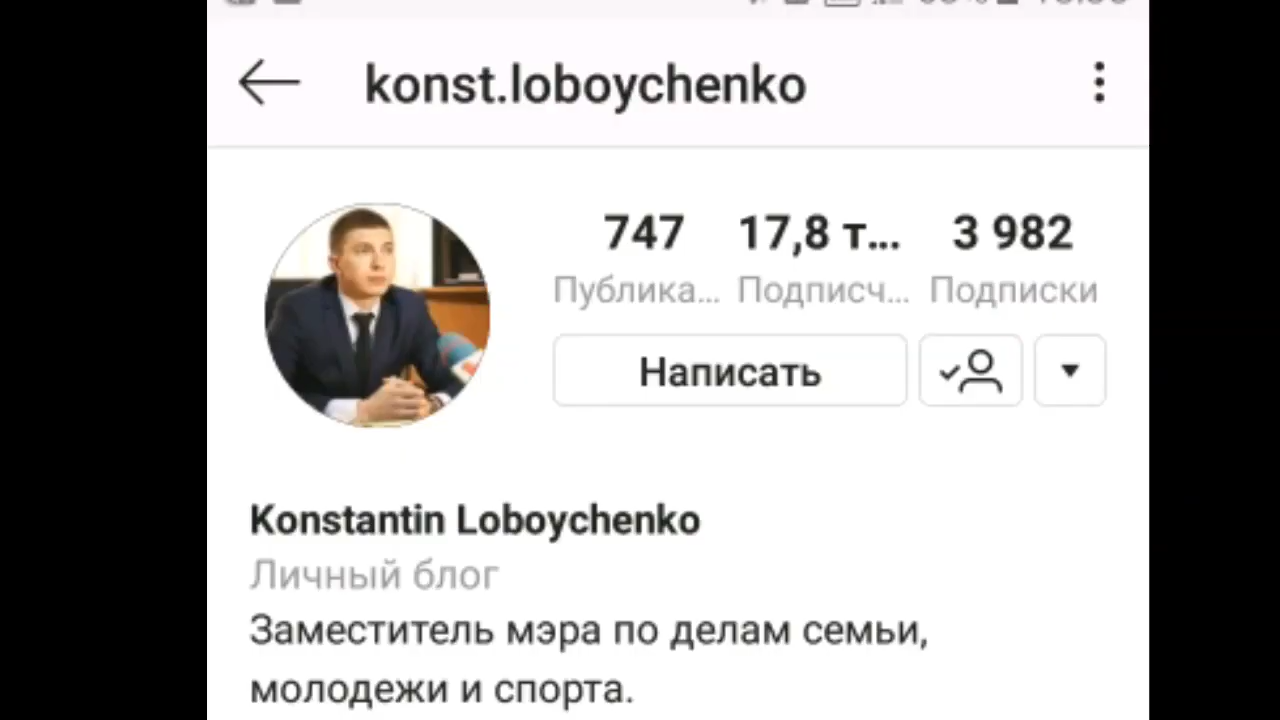 konst.loboychenko
747 17,8 т... 3 982
Публика... Подписч... Подписки
Написать
Konstantin Loboychenko
Личный блог
Заместитель мэра по делам семьи,
молодежи и спорта.